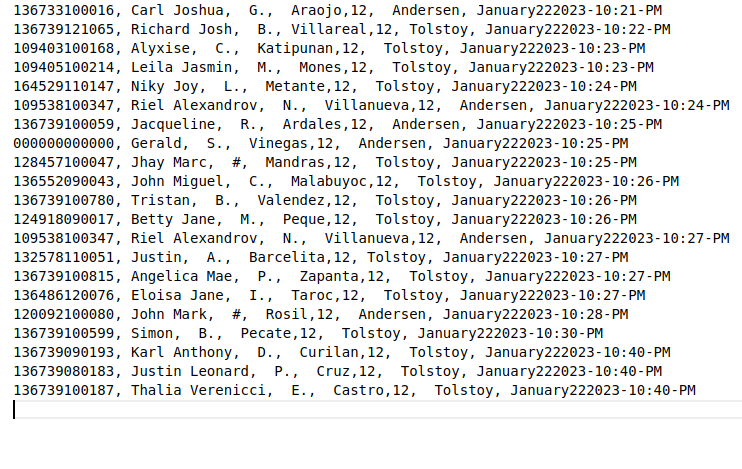 136733100016, Carl Joshua,  G.,  Araojo,12,  Andersen, January222023-10:21-PM
136739121065, Richard Josh,  B., Villareal,12, Tolstoy, January222023-10:22-PM
109403100168, Alyxise,  C.,  Katipunan,12,  Tolstoy, January222023-10:23-PM
109405100214, Leila Jasmin,  M.,  Mones,12,  Tolstoy, January222023-10:23-PM
164529110147, Niky Joy,  L.,  Metante,12,  Tolstoy, January222023-10:24-PM
109538100347, Riel Alexandrov,  N.,  Villanueva,12,  Andersen, January222023-10:24-PM
136739100059, Jacqueline,  R.,  Ardales,12,  Andersen, January222023-10:25-PM
000000000000, Gerald,  S.,  Vinegas,12,  Andersen, January222023-10:25-PM
128457100047, Jhay Marc,  #,  Mandras,12,  Tolstoy, January222023-10:25-PM
136552090043, John Miguel,  C.,  Malabuyoc,12,  Tolstoy, January222023-10:26-PM
136739100780, Tristan,  B.,  Valendez,12,  Tolstoy, January222023-10:26-PM
124918090017, Betty Jane,  M.,  Peque,12,  Tolstoy, January222023-10:26-PM
109538100347, Riel Alexandrov,  N.,  Villanueva,12,  Andersen, January222023-10:27-PM
132578110051, Justin,  A.,  Barcelita,12, Tolstoy, January222023-10:27-PM
136739100815, Angelica Mae,  P.,  Zapanta,12,  Tolstoy, January222023-10:27-PM
136486120076, Eloisa Jane,  I.,  Taroc,12,  Tolstoy, January222023-10:27-PM
120092100080, John Mark,  #,  Rosil,12,  Andersen, January222023-10:28-PM
136739100599, Simon,  B.,  Pecate,12,  Tolstoy, January222023-10:30-PM
136739090193, Karl Anthony,  D.,  Curilan,12,  Tolstoy, January222023-10:40-PM
136739080183, Justin Leonard,  P.,  Cruz,12,  Tolstoy, January222023-10:40-PM
136739100187, Thalia Verenicci,  E.,  Castro,12,  Tolstoy, January222023-10:40-PM